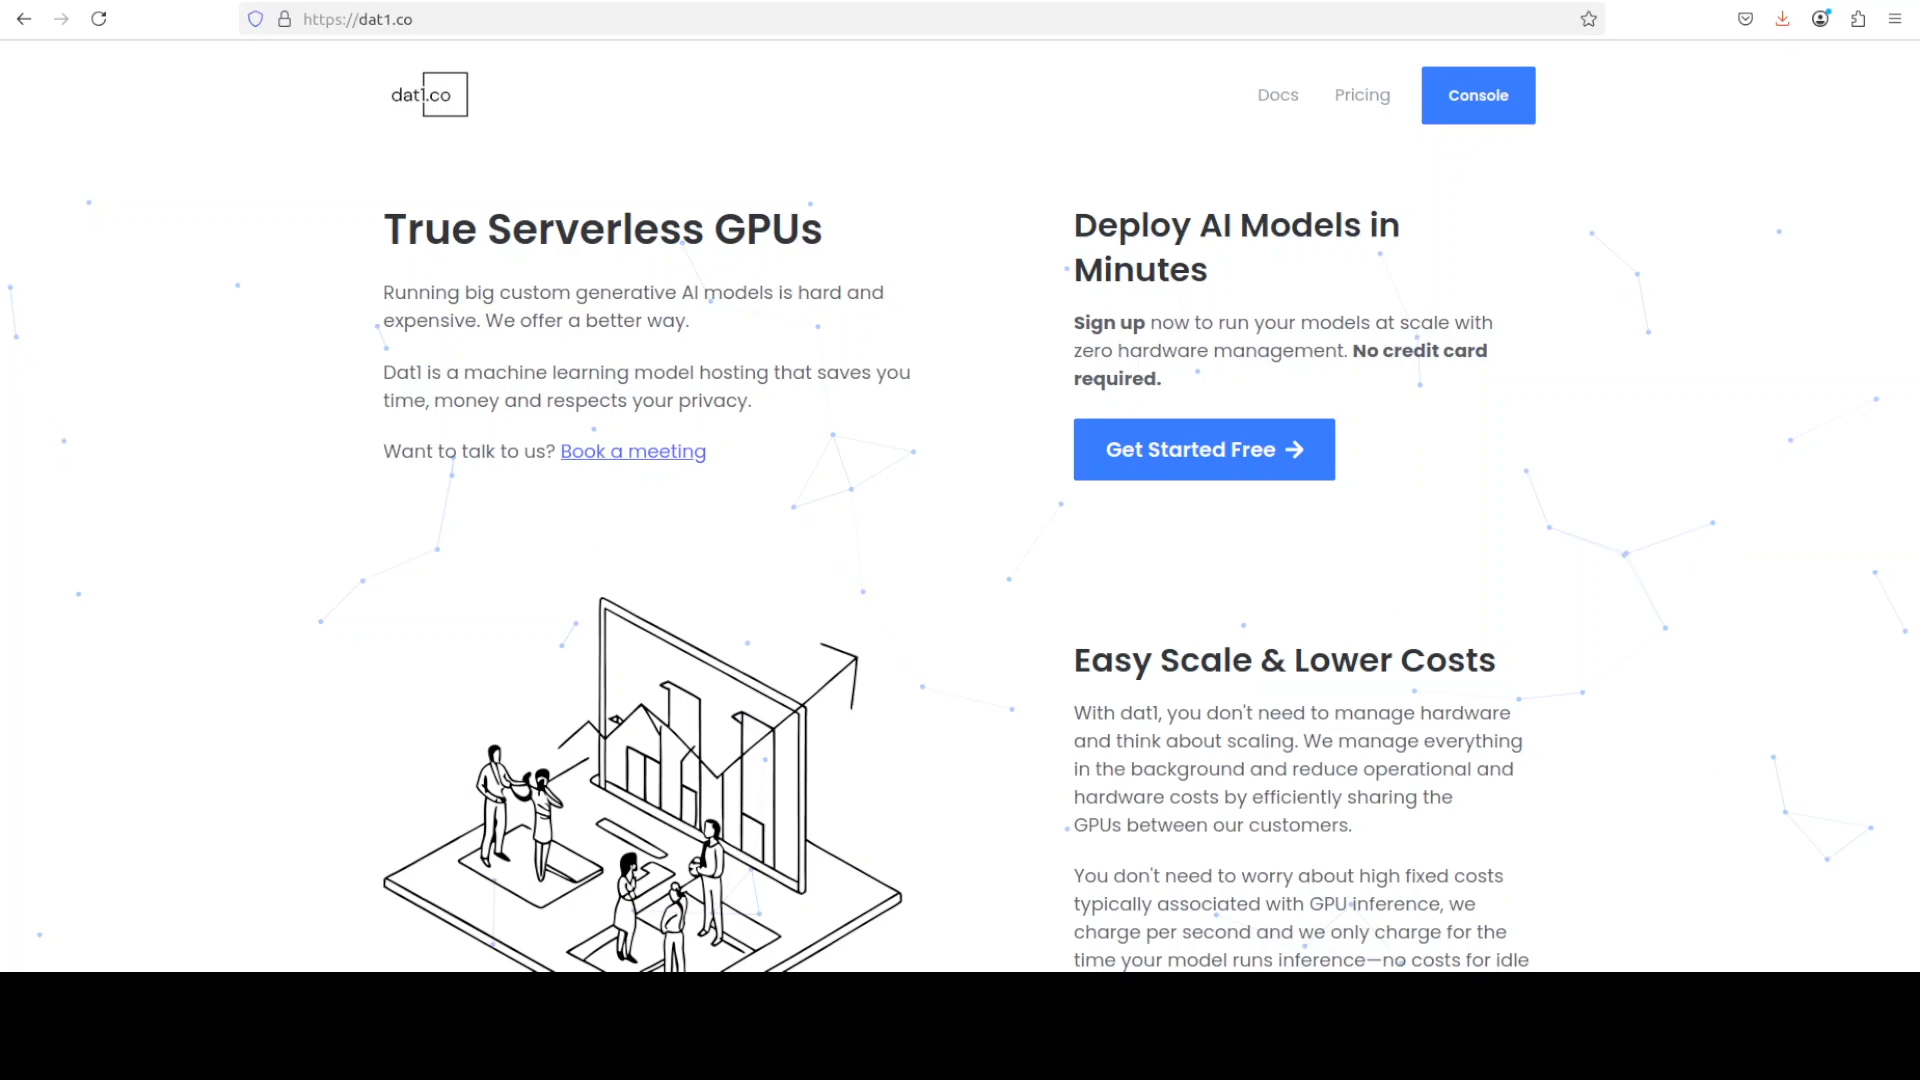 https://dat1.co
dat1.co
Docs
Pricing
Console
True Serverless GPUs
Running big custom generative AI models is hard and
expensive. We offer a better way.
Dat1 is a machine learning model hosting that saves you
time, money and respects your privacy.
Want to talk to us? Book a meeting
Deploy AI Models in
Minutes
Sign up now to run your models at scale with
zero hardware management. No credit card
required.
Get Started Free →
Easy Scale & Lower Costs
With dat1, you don't need to manage hardware
and think about scaling. We manage everything
in the background and reduce operational and
hardware costs by efficiently sharing the
GPUs between our customers.
You don't need to worry about high fixed costs
typically associated with GPU inference, we
charge per second and we only charge for the
time your model runs inference—no costs for idle